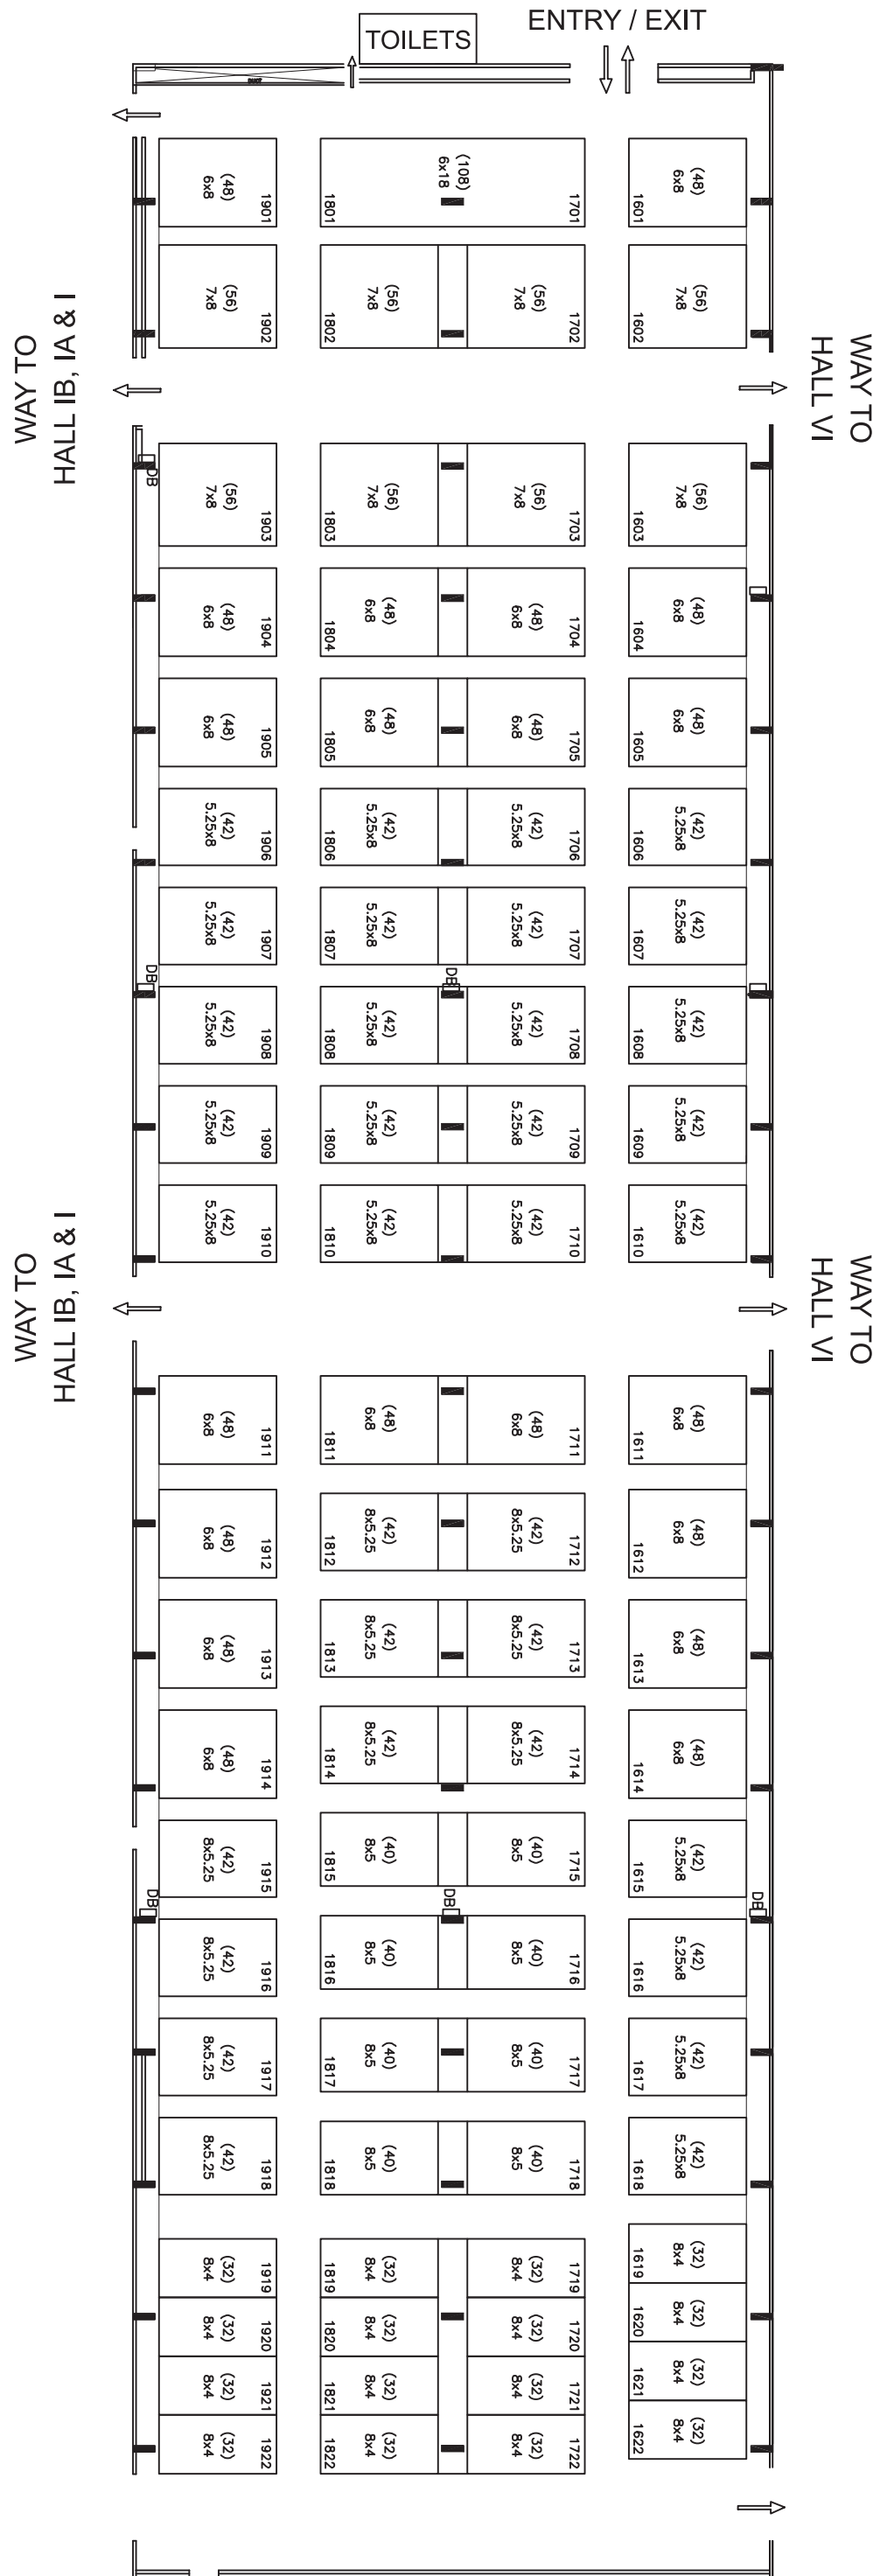 ENTRY / EXIT
TOILETS
(48)
6x8
1901
1801
(108)
6x18
1701
(48)
6x8
1601
(56)
7x8
1902
(56)
7x8
1802
(56)
7x8
1702
(56)
7x8
1602
WAY TO
HALL IB, IA & I
WAY TO
HALL VI
DB
(56)
7x8
1903
(56)
7x8
1803
(56)
7x8
1703
(56)
7x8
1603
(48)
6x8
1904
(48)
6x8
1804
(48)
6x8
1704
(48)
6x8
1604
(48)
6x8
1905
(48)
6x8
1805
(48)
6x8
1705
(48)
6x8
1605
(42)
5.25x8
1906
(42)
5.25x8
1806
(42)
5.25x8
1706
(42)
5.25x8
1606
(42)
5.25x8
1907
(42)
5.25x8
1807
(42)
5.25x8
1707
(42)
5.25x8
1607
DB
DB
(42)
5.25x8
1908
(42)
5.25x8
1808
(42)
5.25x8
1708
(42)
5.25x8
1608
(42)
5.25x8
1909
(42)
5.25x8
1809
(42)
5.25x8
1709
(42)
5.25x8
1609
(42)
5.25x8
1910
(42)
5.25x8
1810
(42)
5.25x8
1710
(42)
5.25x8
1610
WAY TO
HALL IB, IA & I
WAY TO
HALL VI
(48)
6x8
1911
(48)
6x8
1811
(48)
6x8
1711
(48)
6x8
1611
(48)
6x8
1912
(42)
8x5.25
1812
(42)
8x5.25
1712
(48)
6x8
1612
(48)
6x8
1913
(42)
8x5.25
1813
(42)
8x5.25
1713
(48)
6x8
1613
(48)
6x8
1914
(42)
8x5.25
1814
(42)
8x5.25
1714
(48)
6x8
1614
(42)
8x5.25
1915
(40)
8x5
1815
(40)
8x5
1715
(42)
5.25x8
1615
DB
DB
DB
(42)
8x5.25
1916
(40)
8x5
1816
(40)
8x5
1716
(42)
5.25x8
1616
(42)
8x5.25
1917
(40)
8x5
1817
(40)
8x5
1717
(42)
5.25x8
1617
(42)
8x5.25
1918
(40)
8x5
1818
(40)
8x5
1718
(42)
5.25x8
1618
(32)
8x4
1919
(32)
8x4
1819
(32)
8x4
1719
(32)
8x4
1619
(32)
8x4
1920
(32)
8x4
1820
(32)
8x4
1720
(32)
8x4
1620
(32)
8x4
1921
(32)
8x4
1821
(32)
8x4
1721
(32)
8x4
1621
(32)
8x4
1922
(32)
8x4
1822
(32)
8x4
1722
(32)
8x4
1622